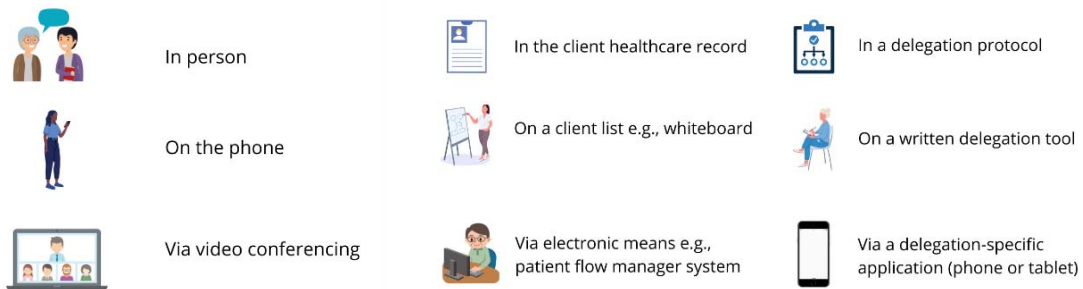 In person
On the phone
Via video conferencing
In the client healthcare record
On a client list e.g., whiteboard
Via electronic means e.g.,
patient flow manager system
In a delegation protocol
On a written delegation tool
Via a delegation-specific
application (phone or tablet)